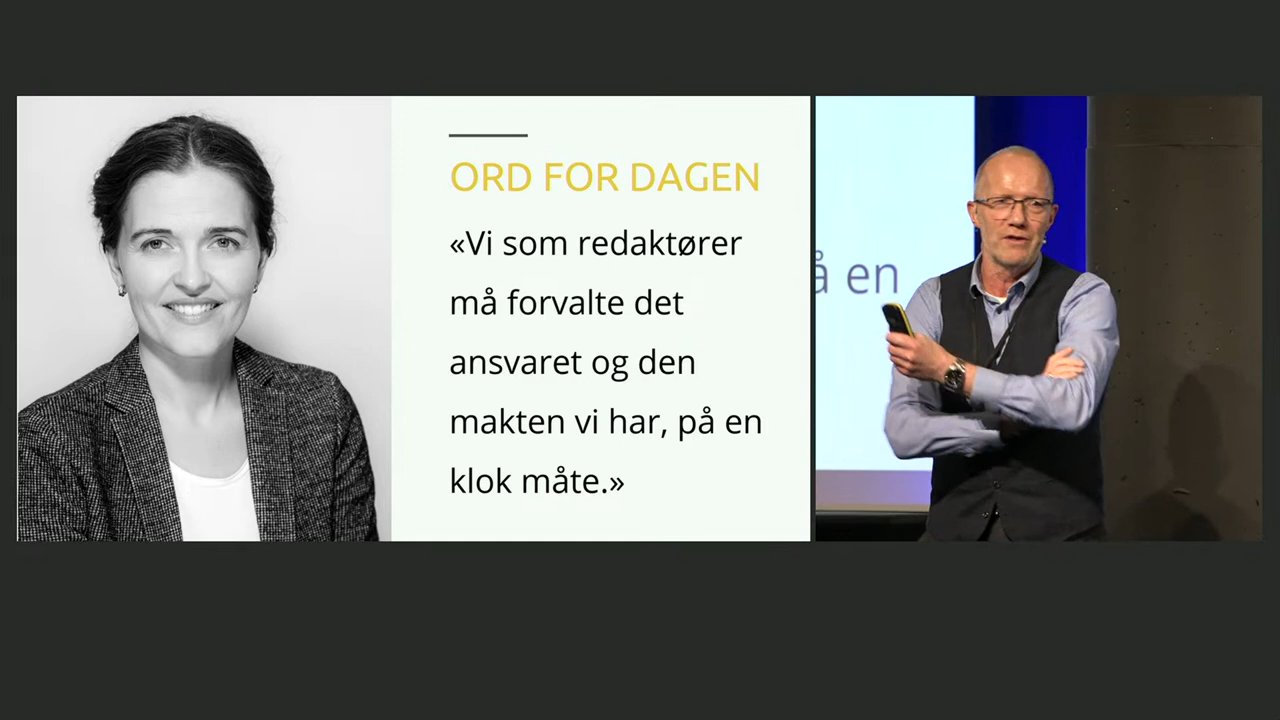 ORD FOR DAGEN
«Vi som redaktører
må forvalte det
ansvaret og den
makten vi har, på en
klok måte.»
å en